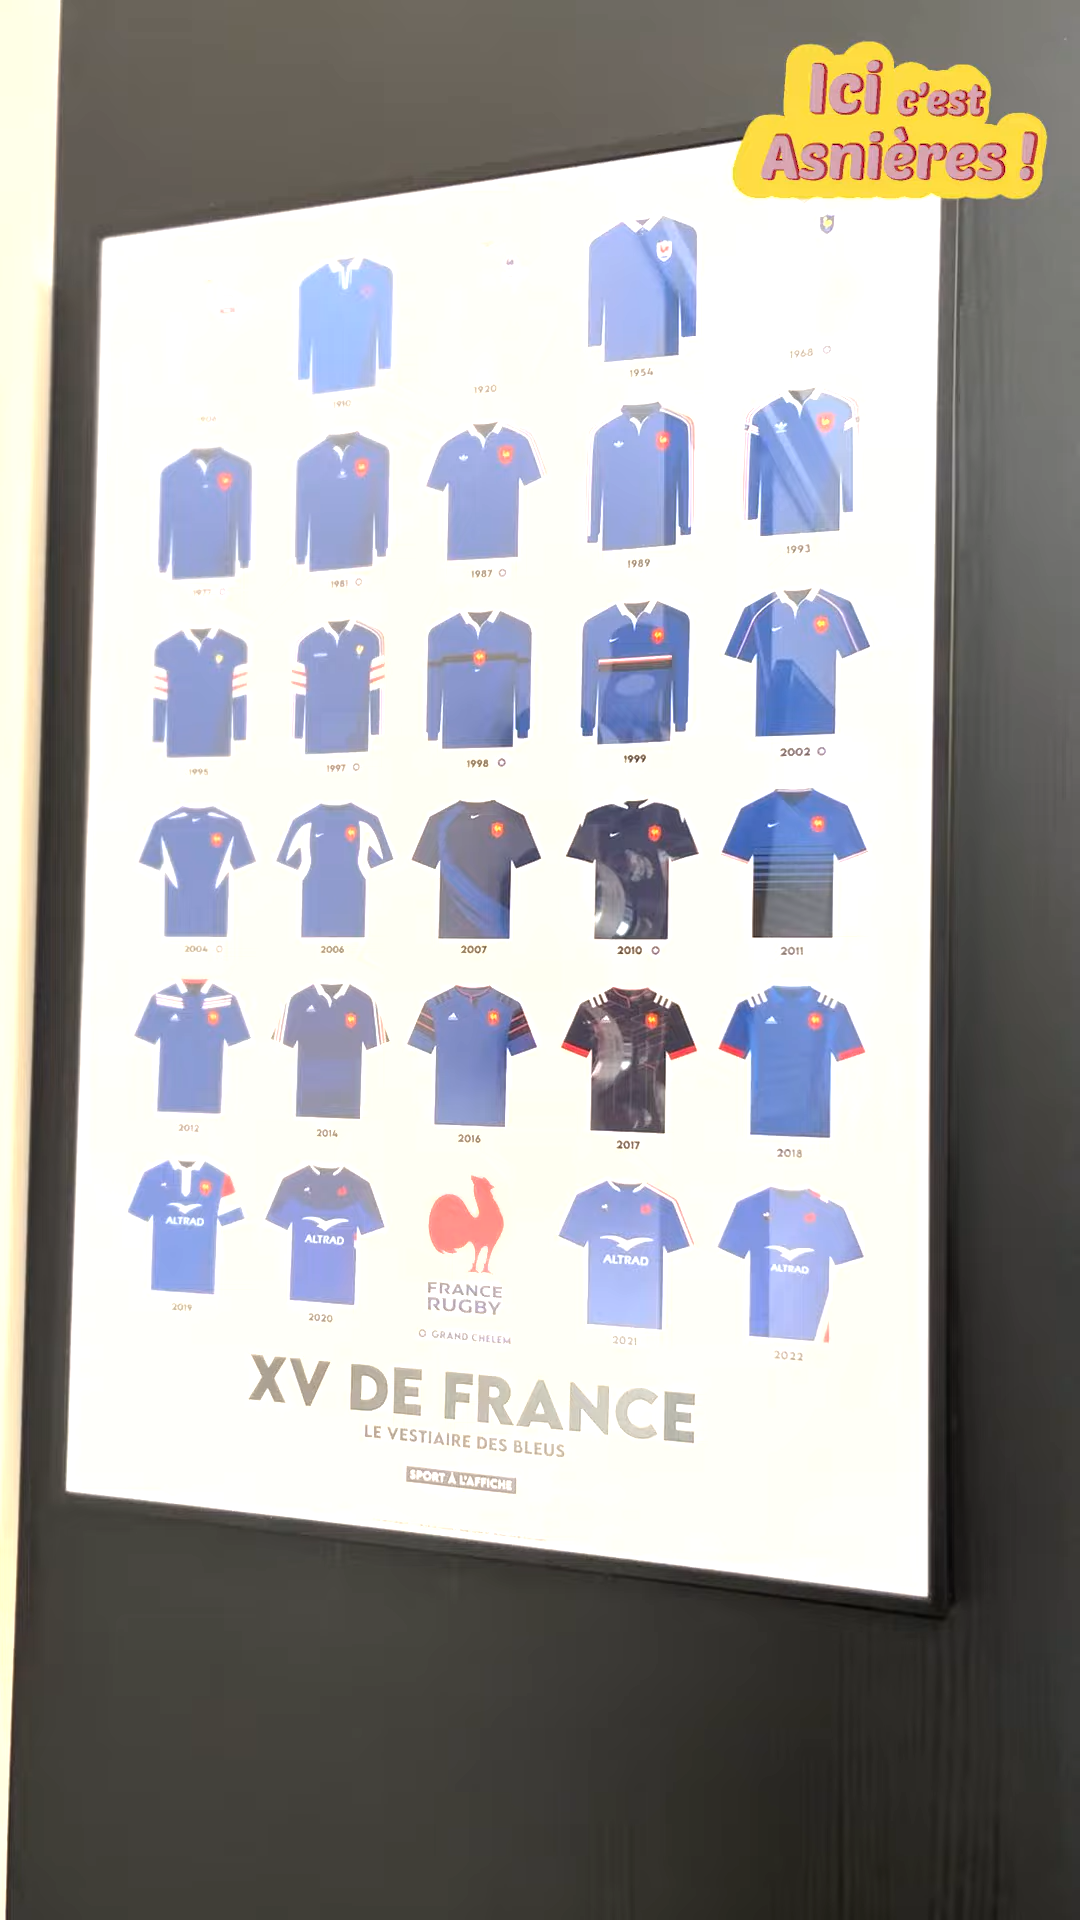 Ici c'est
Asnières !
1910
1920
1954
1968
1977
1981
1987
1989
1993
1995
1997
1998
1999
2002
2004
2006
2007
2010
2011
2012
2014
2016
2017
2018
ALTRAD
ALTRAD
ALTRAD
ALTRAD
2019
2020
FRANCE
RUGBY
GRAND CHELEM
2021
2022
XV DE FRANCE
LE VESTIAIRE DES BLEUS
SPORT À L'AFFICHE